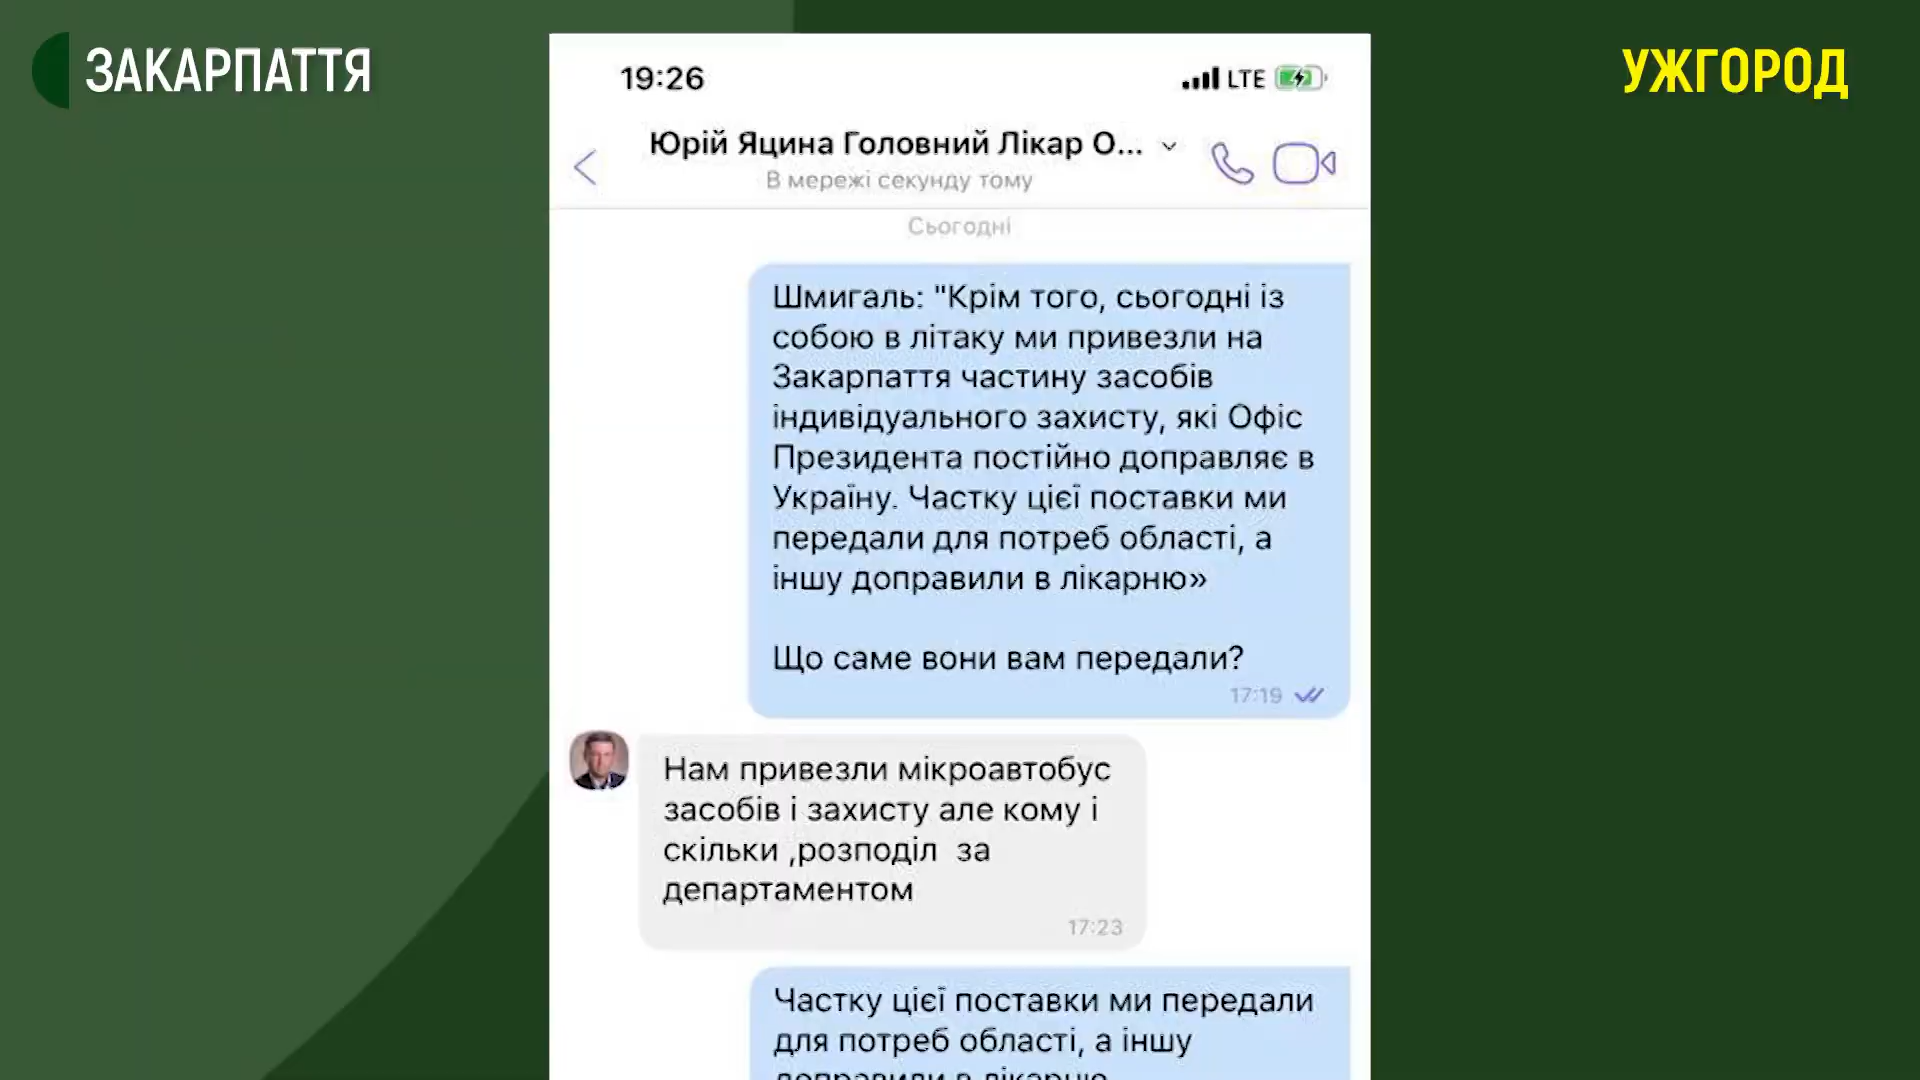 ЗАКАРПАТТЯ
УЖГОРОД
19:26
LTE
Юрій Яцина Головний Лікар О...
В мережі секунду тому
Сьогодні
Шмигаль: "Крім того, сьогодні із
собою в літаку ми привезли на
Закарпаття частину засобів
індивідуального захисту, які Офіс
Президента постійно доправляє в
Україну. Частку цієї поставки ми
передали для потреб області, а
іншу доправили в лікарню»
Що саме вони вам передали?
17:19
Нам привезли мікроавтобус
засобів і захисту але кому і
скільки ,розподіл за
департаментом
17:23
Частку цієї поставки ми передали
для потреб області, а іншу
доправили в лікарню